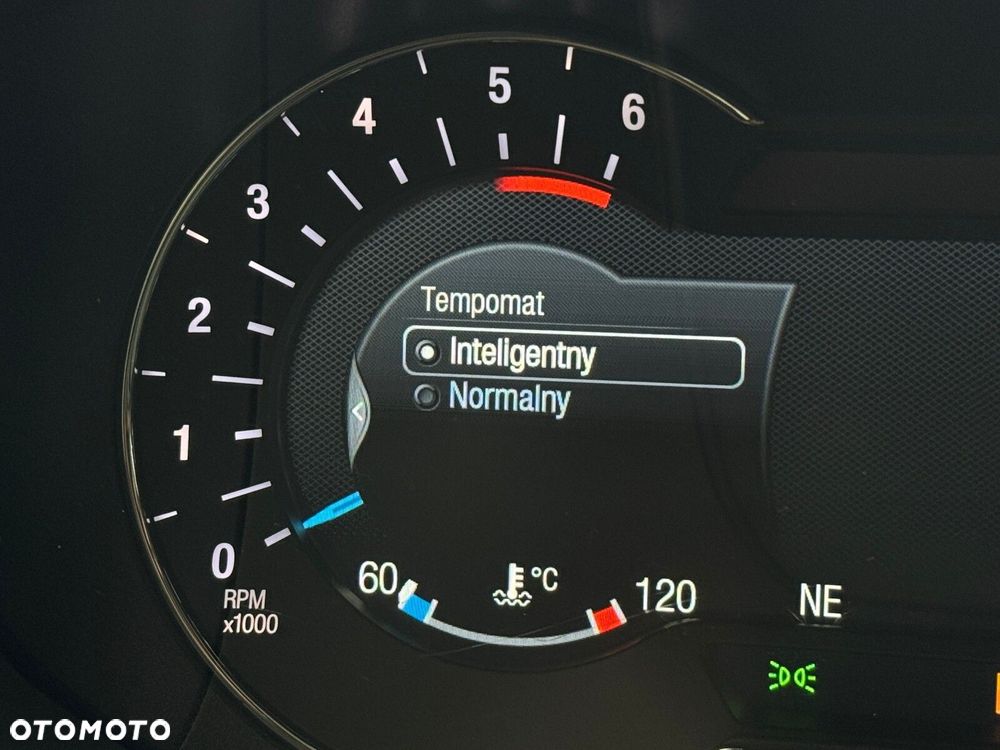 6
5
4
3
2
1
0
RPM
x1000
Tempomat
Inteligentny
Normalny
60
°C
120
NE
OTOMOTO